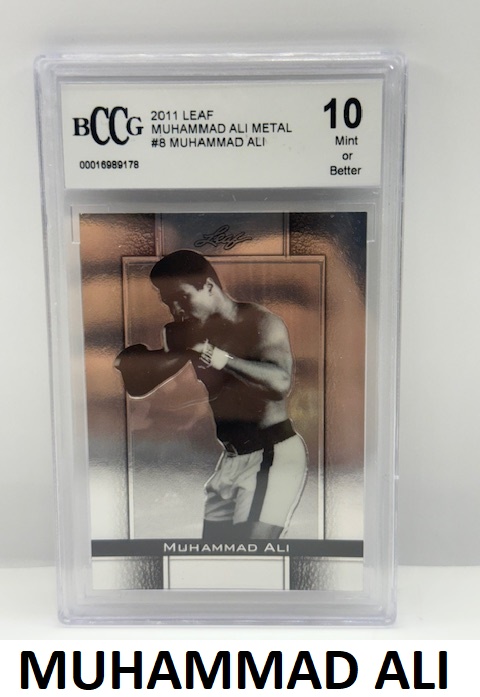 BCCG
00016989178
2011 LEAF
MUHAMMAD ALI METAL
#8 MUHAMMAD ALI
10
Mint
or
Better
Leaf
MUHAMMAD ALI
MUHAMMAD ALI